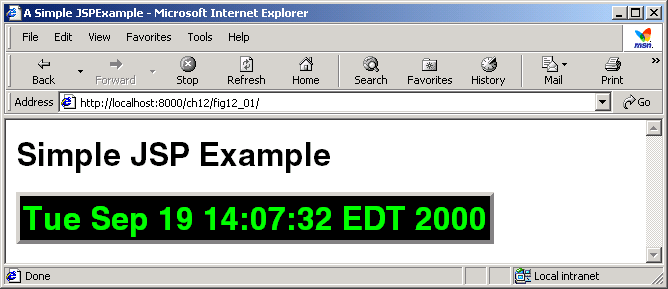 A Simple JSPExample - Microsoft Internet Explorer
File Edit View Favorites Tools Help
msn.
Back Forward Stop Refresh Home Search Favorites History Mail Print »
Address http://localhost:8000/ch12/fig12_01/ Go
Simple JSP Example
Tue Sep 19 14:07:32 EDT 2000
Done Local intranet